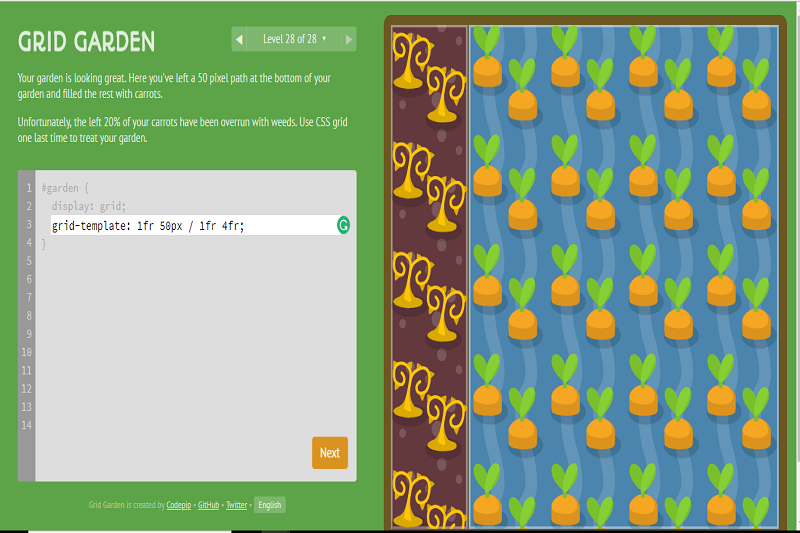 GRID GARDEN
◀ Level 28 of 28 ▾ ▶
Your garden is looking great. Here you've left a 50 pixel path at the bottom of your
garden and filled the rest with carrots.
Unfortunately, the left 20% of your carrots have been overrun with weeds. Use CSS grid
one last time to treat your garden.
1 #garden {
2 display: grid;
3 grid-template: 1fr 50px / 1fr 4fr;
4 }
5
6
7
8
9
10
11
12
13
14
Next
Grid Garden is created by Codepip • GitHub • Twitter • English